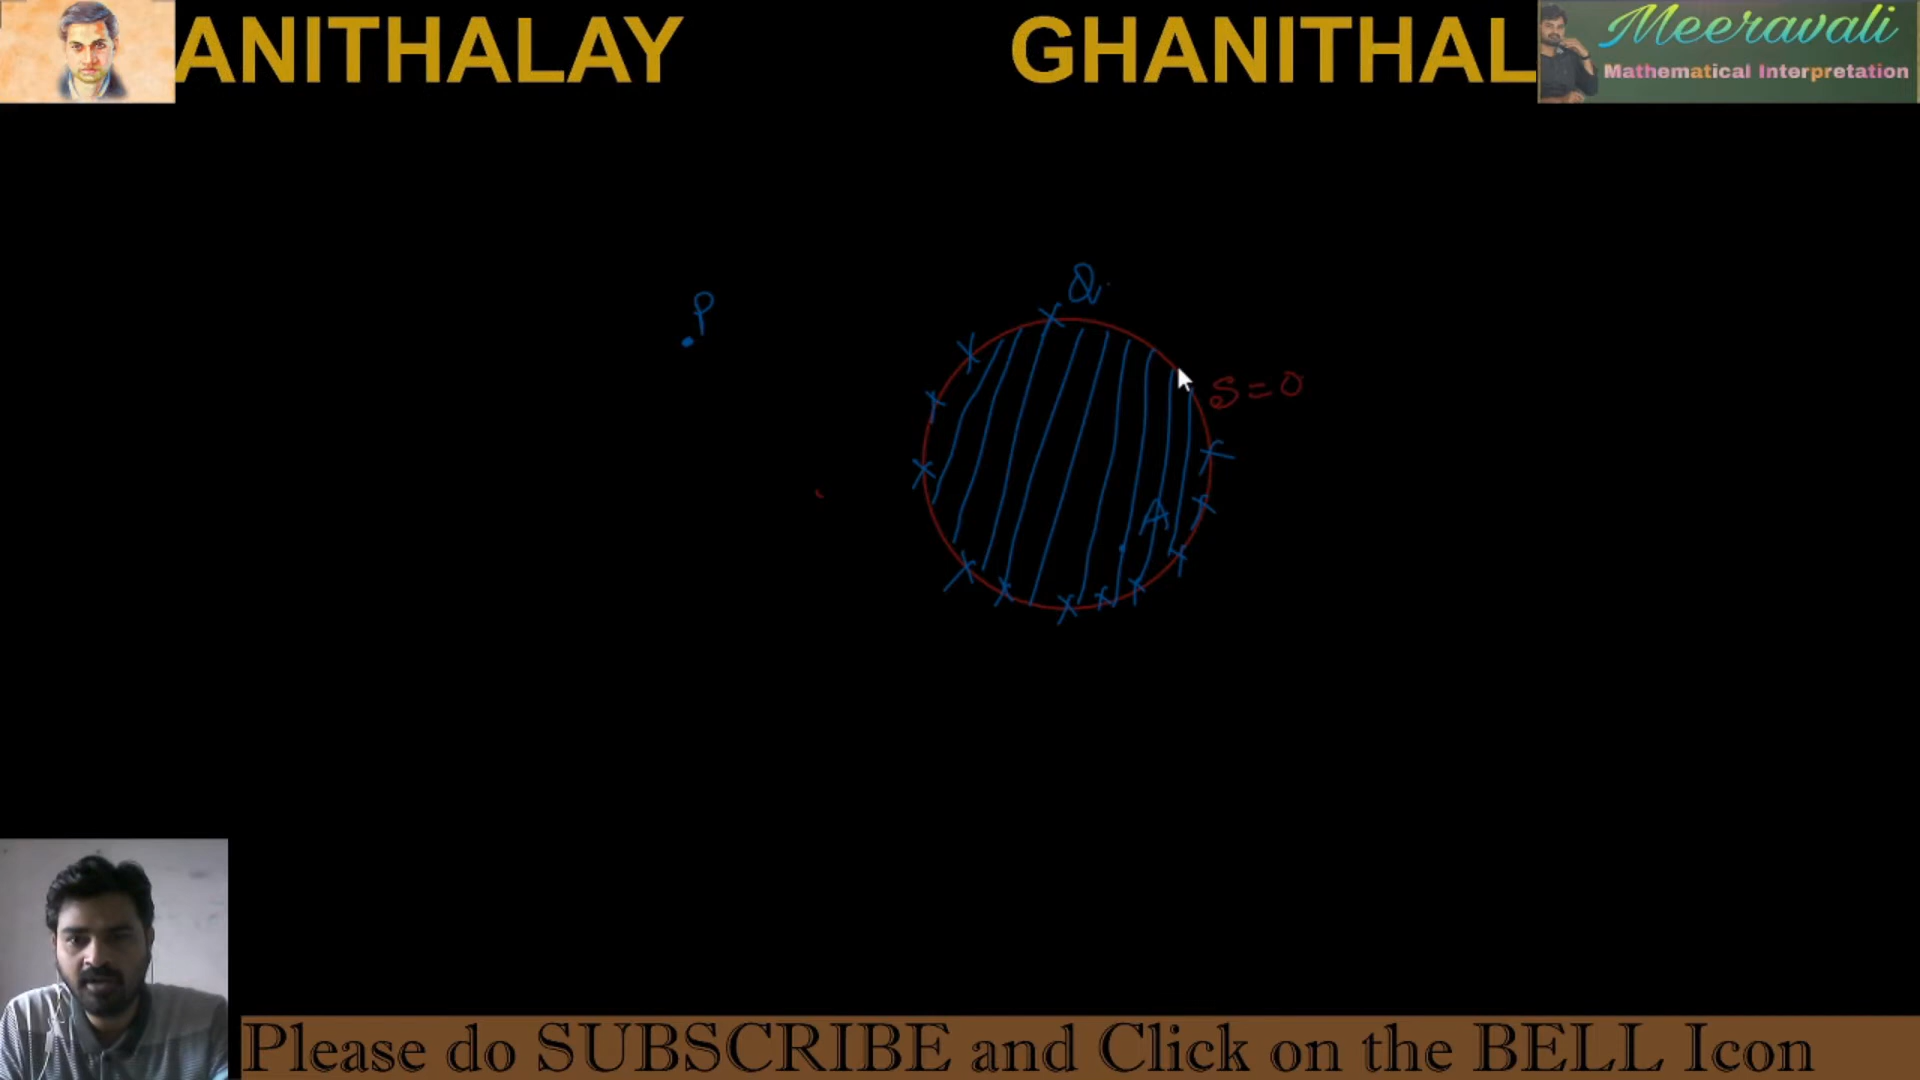 ANITHALAY GHANITHAL
Meeravali
Mathematical Interpretation
P
Q
S = 0
A
Please do SUBSCRIBE and Click on the BELL Icon